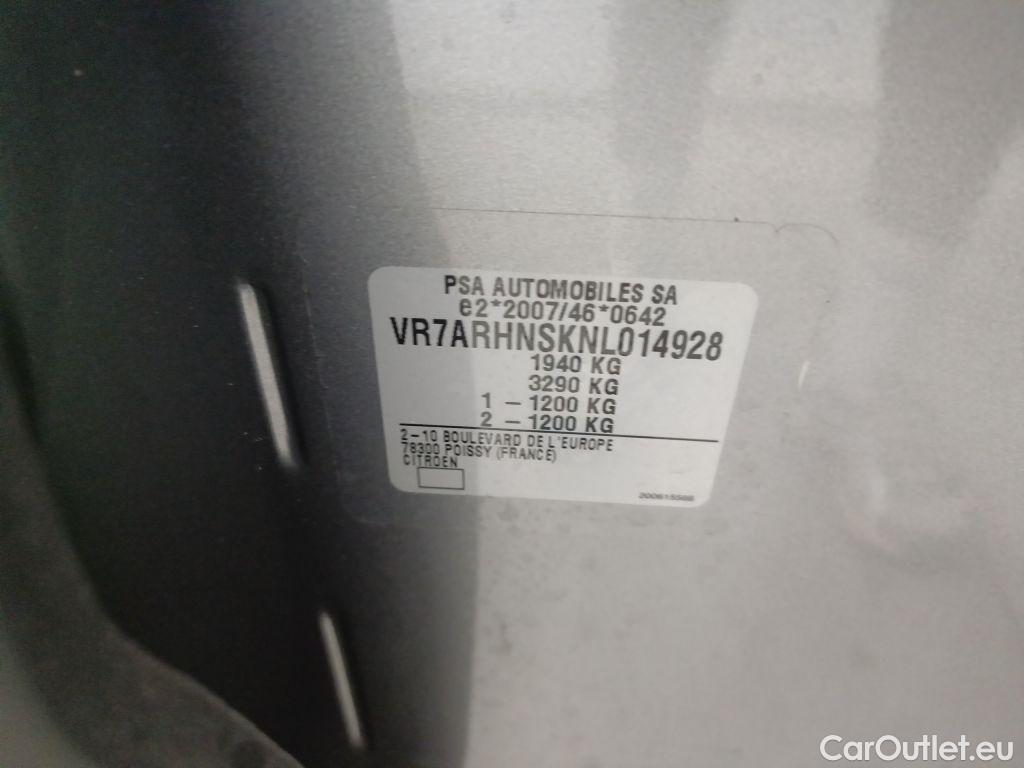 PSA AUTOMOBILES SA
e2*2007/46*0642
VR7ARHNSKNL014928
1940 KG
3290 KG
1 - 1200 KG
2 - 1200 KG
2-10 BOULEVARD DE L'EUROPE
78300 POISSY (FRANCE)
CITROEN
200615588
CarOutlet.eu